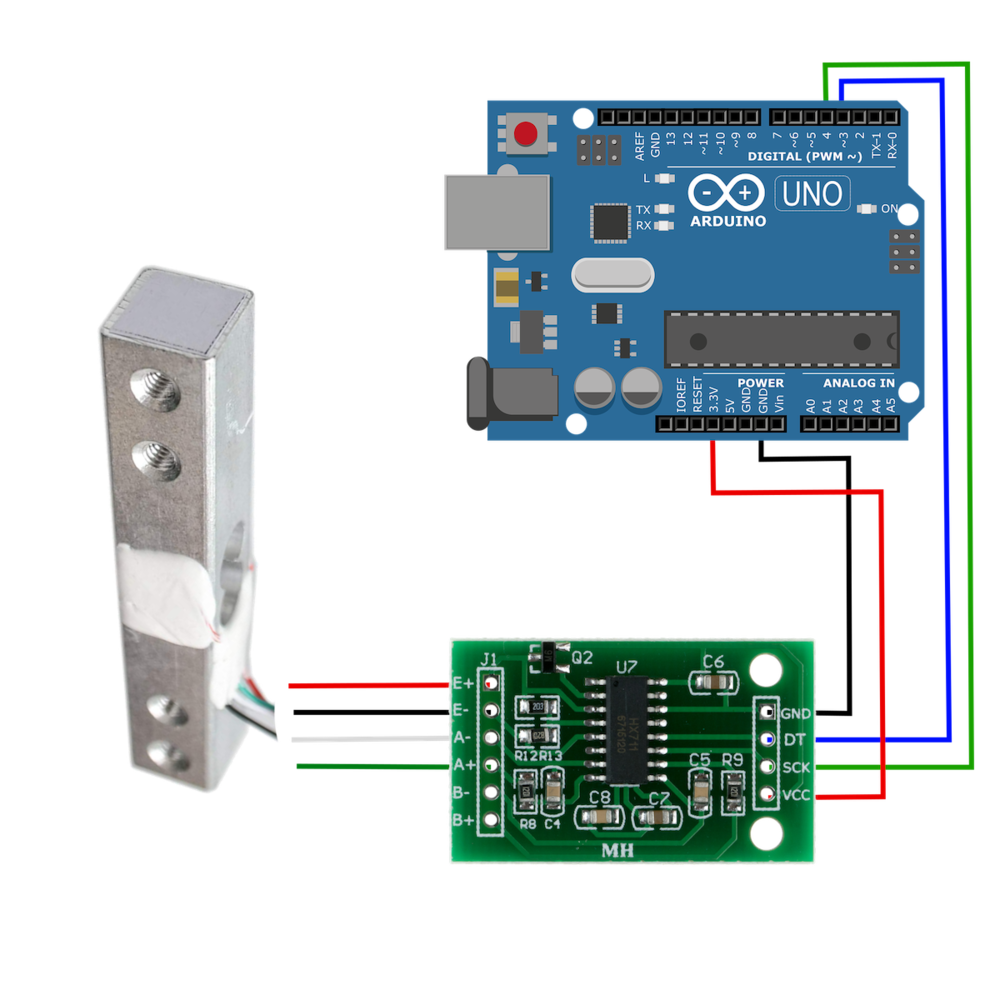 AREF
GND
13
12
~11
~10
~9
8
7
~6
~5
4
~3
2
TX-1
RX-0
DIGITAL (PWM ~)
L
TX
RX
ARDUINO
UNO
ON
POWER
ANALOG IN
IOREF
RESET
3.3V
5V
GND
GND
Vin
A0
A1
A2
A3
A4
A5
J1
Q2
U7
C6
E+
E-
A-
A+
B-
B+
203
HX711
GND
DT
SCK
VCC
R12
R13
C5
R9
R8
C4
C8
C7
MH